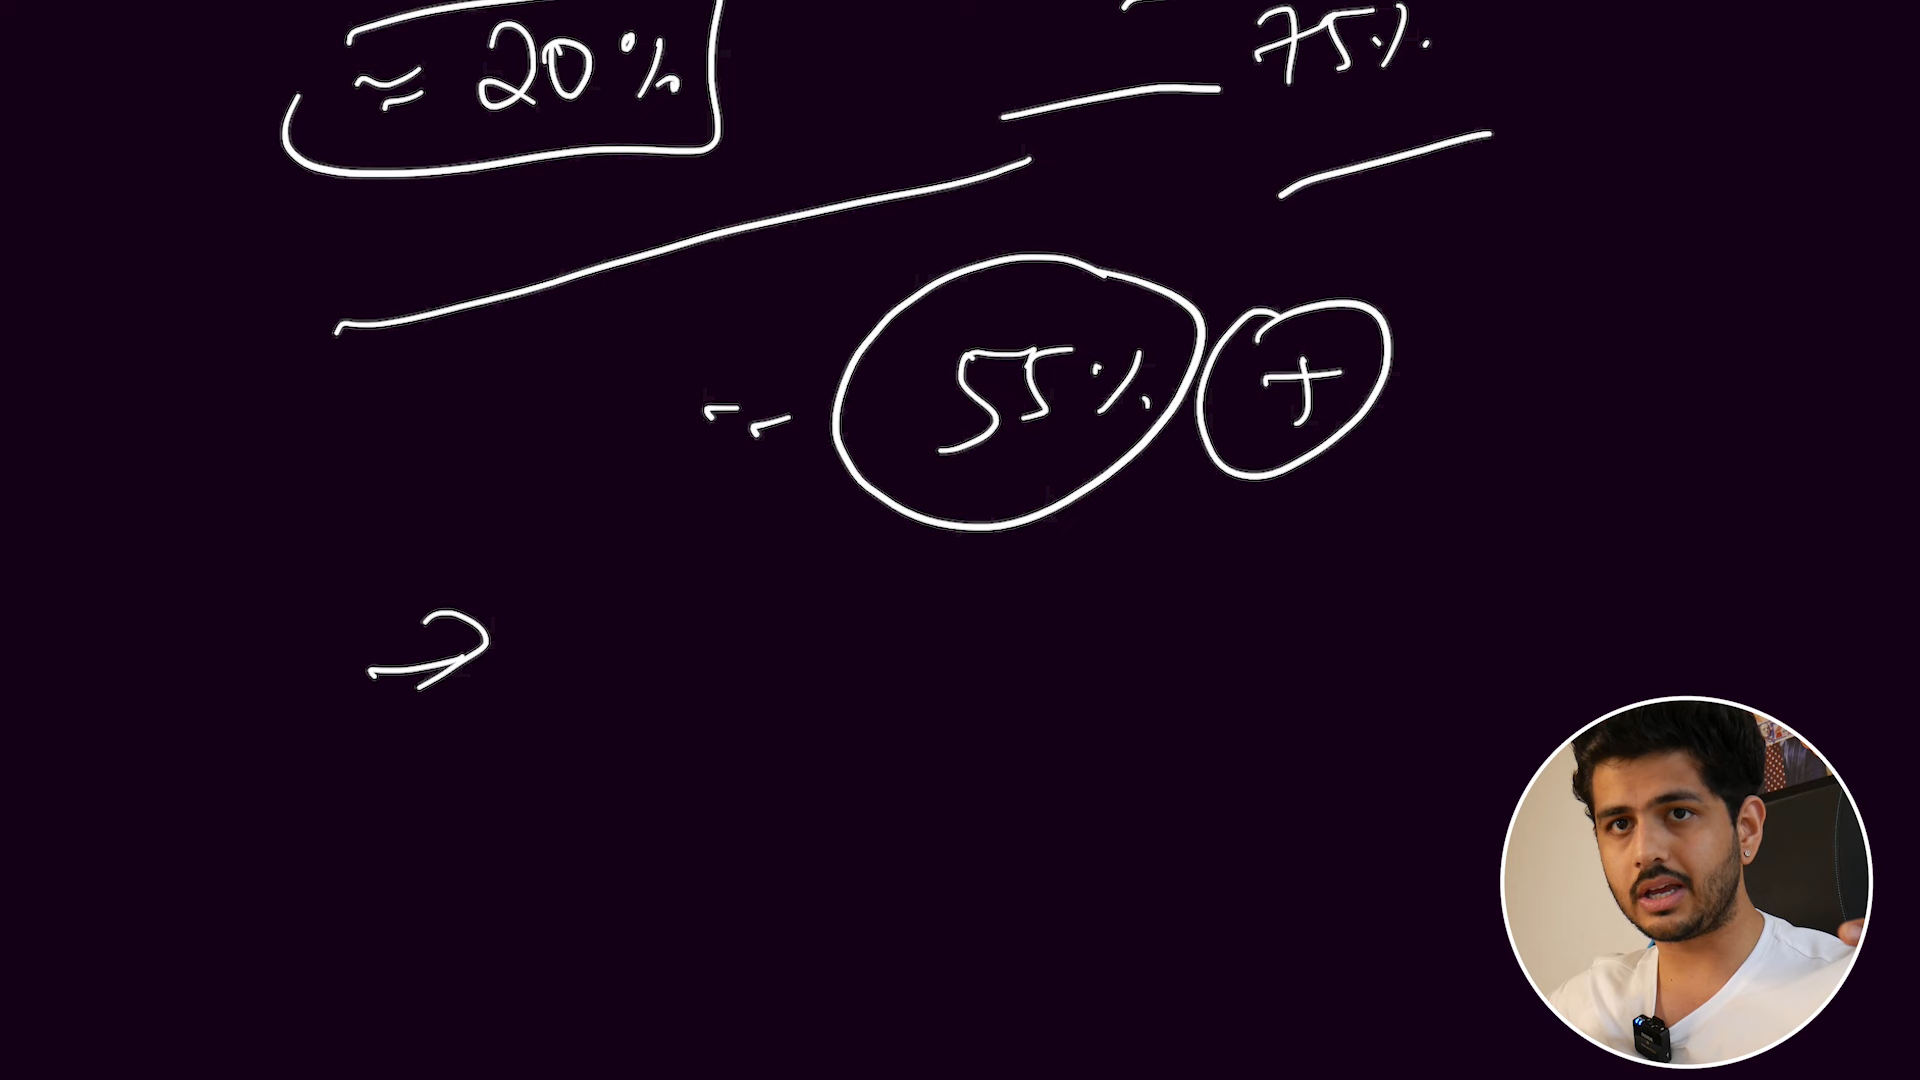 ≈ 20%
75%
-- 55% +
→